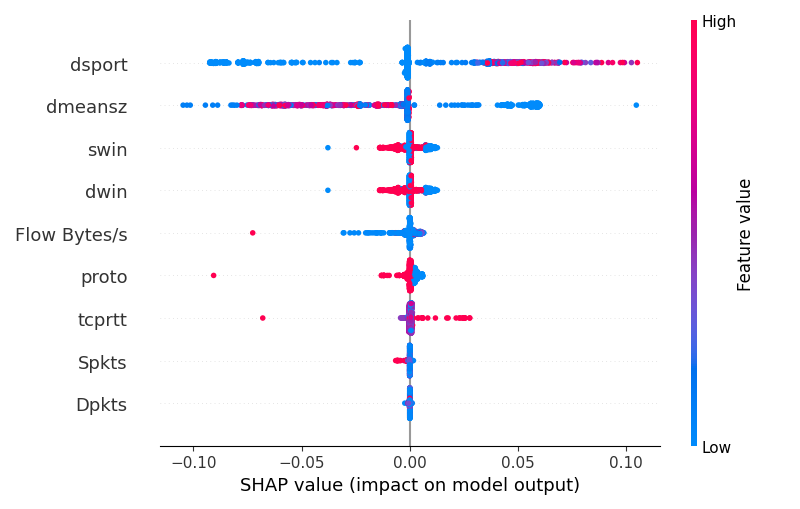 High
dsport
dmeansz
swin
dwin
Flow Bytes/s
proto
tcprtt
Spkts
Dpkts
Feature value
Low
−0.10 −0.05 0.00 0.05 0.10
SHAP value (impact on model output)